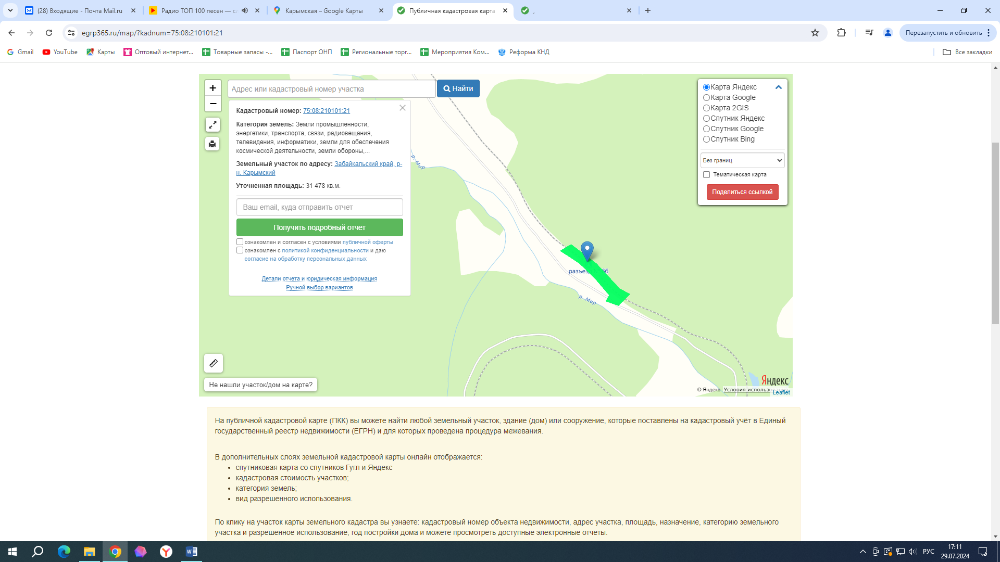 (28) Входящие - Почта Mail.ru
Радио ТОП 100 песен — сл
Карымская – Google Карты
Публичная кадастровая карта
,
egrp365.ru/map/?kadnum=75:08:210101:21
Перезапустить и обновить
Gmail
YouTube
Карты
Оптовый интернет...
Товарные запасы -...
Паспорт ОНП
Региональные торг...
Мероприятия Ком...
Реформа КНД
Все закладки
+
−
Адрес или кадастровый номер участка
Найти
Кадастровый номер: 75:08:210101:21
Категория земель: Земли промышленности,
энергетики, транспорта, связи, радиовещания,
телевидения, информатики, земли для обеспечения
космической деятельности, земли обороны,...
Земельный участок по адресу: Забайкальский край, р-
н. Карымский
Уточненная площадь: 31 478 кв.м.
Ваш email, куда отправить отчет
Получить подробный отчет
ознакомлен и согласен с условиями публичной оферты
ознакомлен с политикой конфиденциальности и даю
согласие на обработку персональных данных
Детали отчета и юридическая информация
Ручной выбор вариантов
Карта Яндекс
Карта Google
Карта 2GIS
Спутник Яндекс
Спутник Google
Спутник Bing
Без границ
Тематическая карта
Поделиться ссылкой
р. Мир
разъезд 66
р. Мир
Не нашли участок/дом на карте?
Яндекс
© Яндекс Условия использования
Leaflet
На публичной кадастровой карте (ПКК) вы можете найти любой земельный участок, здание (дом) или сооружение, которые поставлены на кадастровый учёт в Единый
государственный реестр недвижимости (ЕГРН) и для которых проведена процедура межевания.
В дополнительных слоях земельной кадастровой карты онлайн отображается:
• спутниковая карта со спутников Гугл и Яндекс
• кадастровая стоимость участков;
• категория земель;
• вид разрешенного использования.
По клику на участок карты земельного кадастра вы узнаете: кадастровый номер объекта недвижимости, адрес участка, площадь, назначение, категорию земельного
участка и разрешенное использование, год постройки дома и можете просмотреть доступные электронные отчеты.
РУС
17:11
29.07.2024